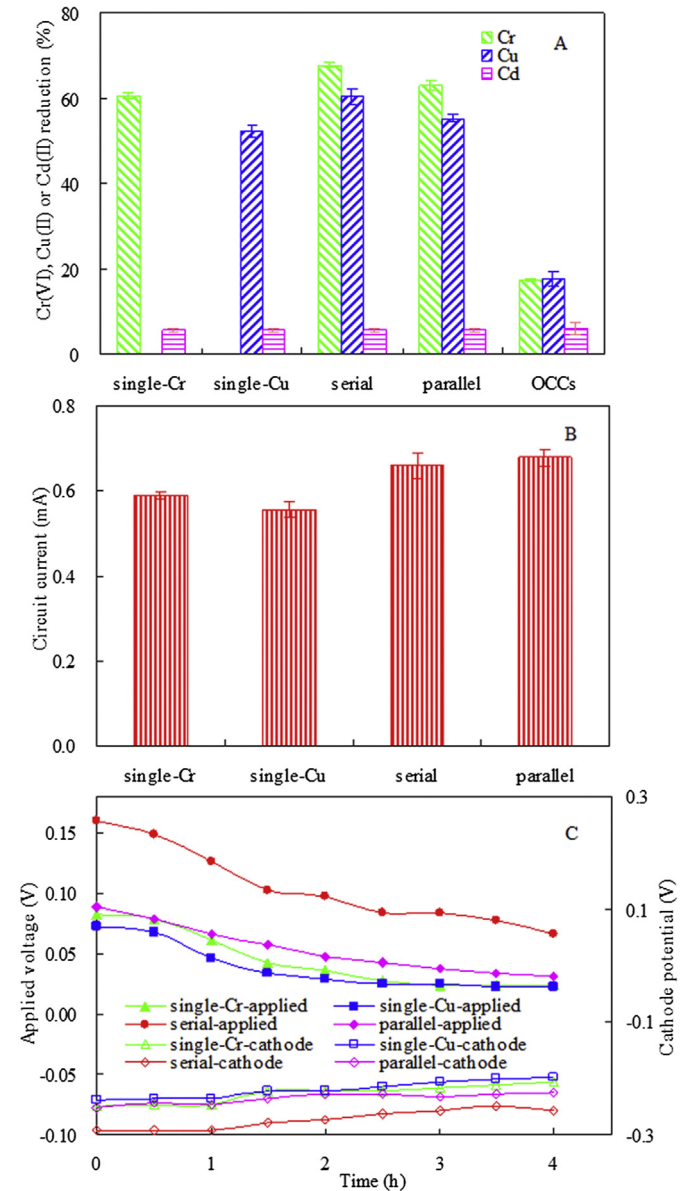 80
60
40
20
0
Cr(VI), Cu(II) or Cd(II) reduction (%)
A
Cr
Cu
Cd
single-Cr single-Cu serial parallel OCCs
0.8
0.6
0.4
0.2
0.0
Circuit current (mA)
B
single-Cr single-Cu serial parallel
0.15
0.10
0.05
0.00
-0.05
-0.10
Applied voltage (V)
C
0.3
0.1
-0.1
-0.3
Cathode potential (V)
single-Cr-applied single-Cu-applied
serial-applied parallel-applied
single-Cr-cathode single-Cu-cathode
serial-cathode parallel-cathode
0 1 2 3 4
Time (h)